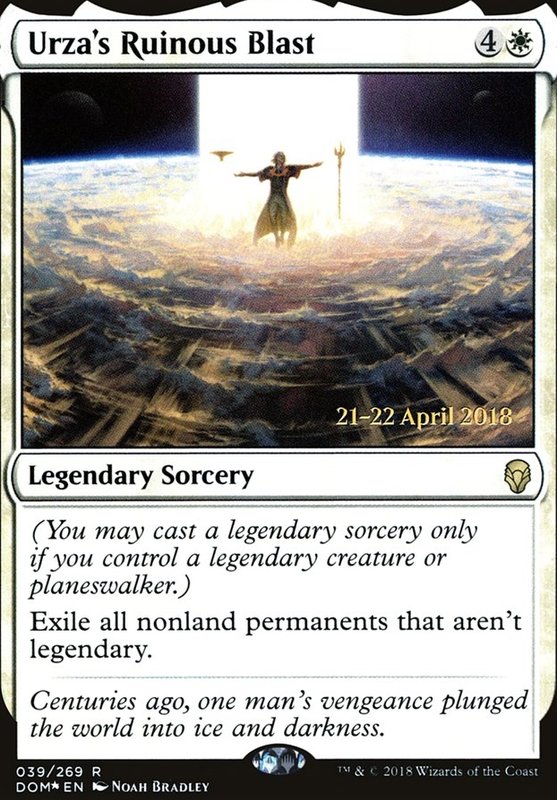 Urza's Ruinous Blast 4
21–22 April 2018
Legendary Sorcery
(You may cast a legendary sorcery only
if you control a legendary creature or
planeswalker.)
Exile all nonland permanents that aren't
legendary.
Centuries ago, one man's vengeance plunged
the world into ice and darkness.
039/269 R
DOM★EN Noah Bradley
™ & © 2018 Wizards of the Coast